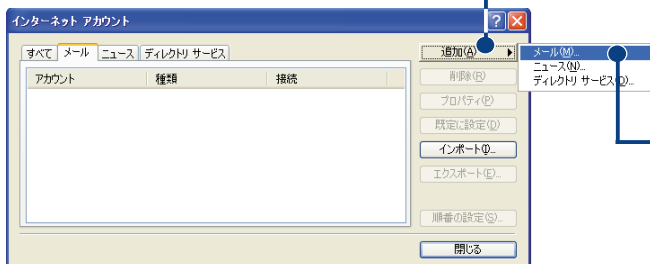 インターネット アカウント
すべて メール ニュース ディレクトリ サービス
アカウント 種類 接続
追加(A)
削除(R)
プロパティ(P)
既定に設定(D)
インポート(I)...
エクスポート(E)...
順番の設定(S)...
閉じる
メール(M)...
ニュース(N)...
ディレクトリ サービス(D)...